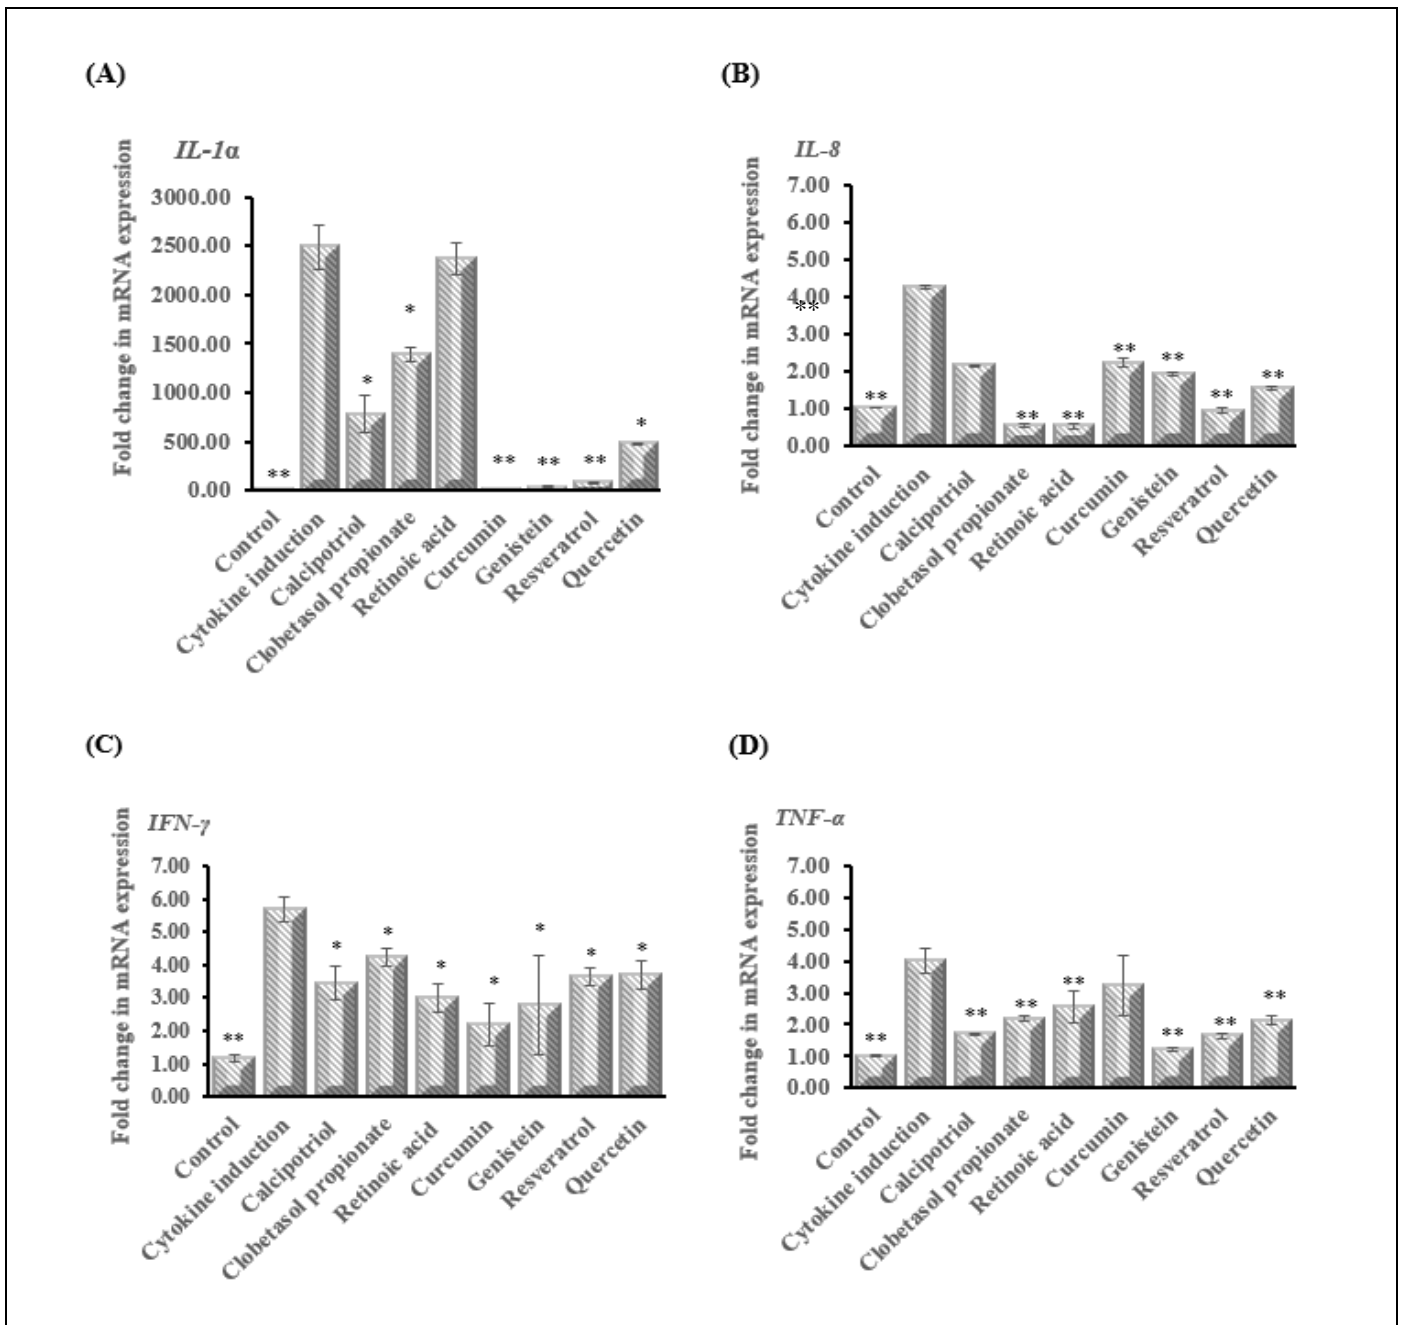 (A)
IL-1α
Fold change in mRNA expression
3000.00
2500.00
2000.00
1500.00
1000.00
500.00
0.00
**
*
*
**
**
**
*
Control
Cytokine induction
Calcipotriol
Clobetasol propionate
Retinoic acid
Curcumin
Genistein
Resveratrol
Quercetin
(B)
IL-8
Fold change in mRNA expression
7.00
6.00
5.00
4.00
3.00
2.00
1.00
0.00
**
**
**
**
**
**
**
**
Control
Cytokine induction
Calcipotriol
Clobetasol propionate
Retinoic acid
Curcumin
Genistein
Resveratrol
Quercetin
(C)
IFN-γ
Fold change in mRNA expression
7.00
6.00
5.00
4.00
3.00
2.00
1.00
0.00
**
*
*
*
*
*
*
*
Control
Cytokine induction
Calcipotriol
Clobetasol propionate
Retinoic acid
Curcumin
Genistein
Resveratrol
Quercetin
(D)
TNF-α
Fold change in mRNA expression
7.00
6.00
5.00
4.00
3.00
2.00
1.00
0.00
**
**
**
**
**
**
**
Control
Cytokine induction
Calcipotriol
Clobetasol propionate
Retinoic acid
Curcumin
Genistein
Resveratrol
Quercetin